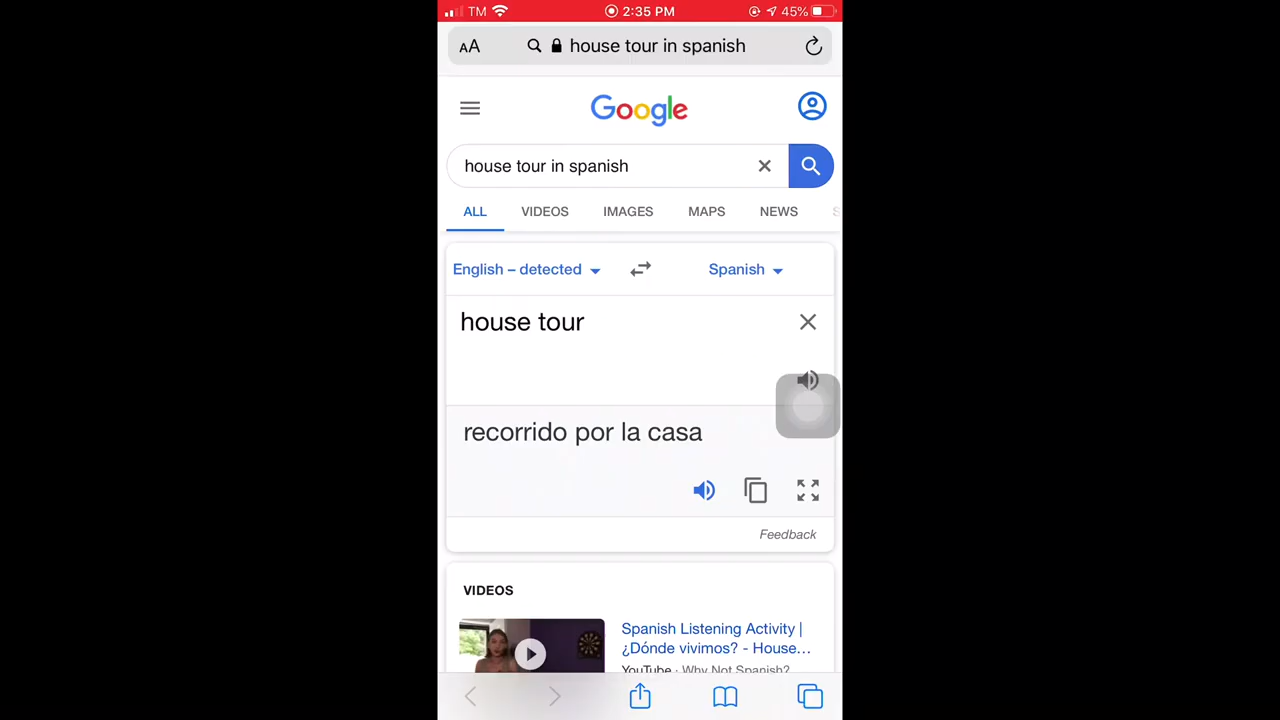 TM 2:35 PM 45%
AA house tour in spanish
Google
house tour in spanish
ALL VIDEOS IMAGES MAPS NEWS S
English – detected Spanish
house tour
recorrido por la casa
Feedback
VIDEOS
Spanish Listening Activity |
¿Dónde vivimos? - House...
YouTube · Why Not Spanish?